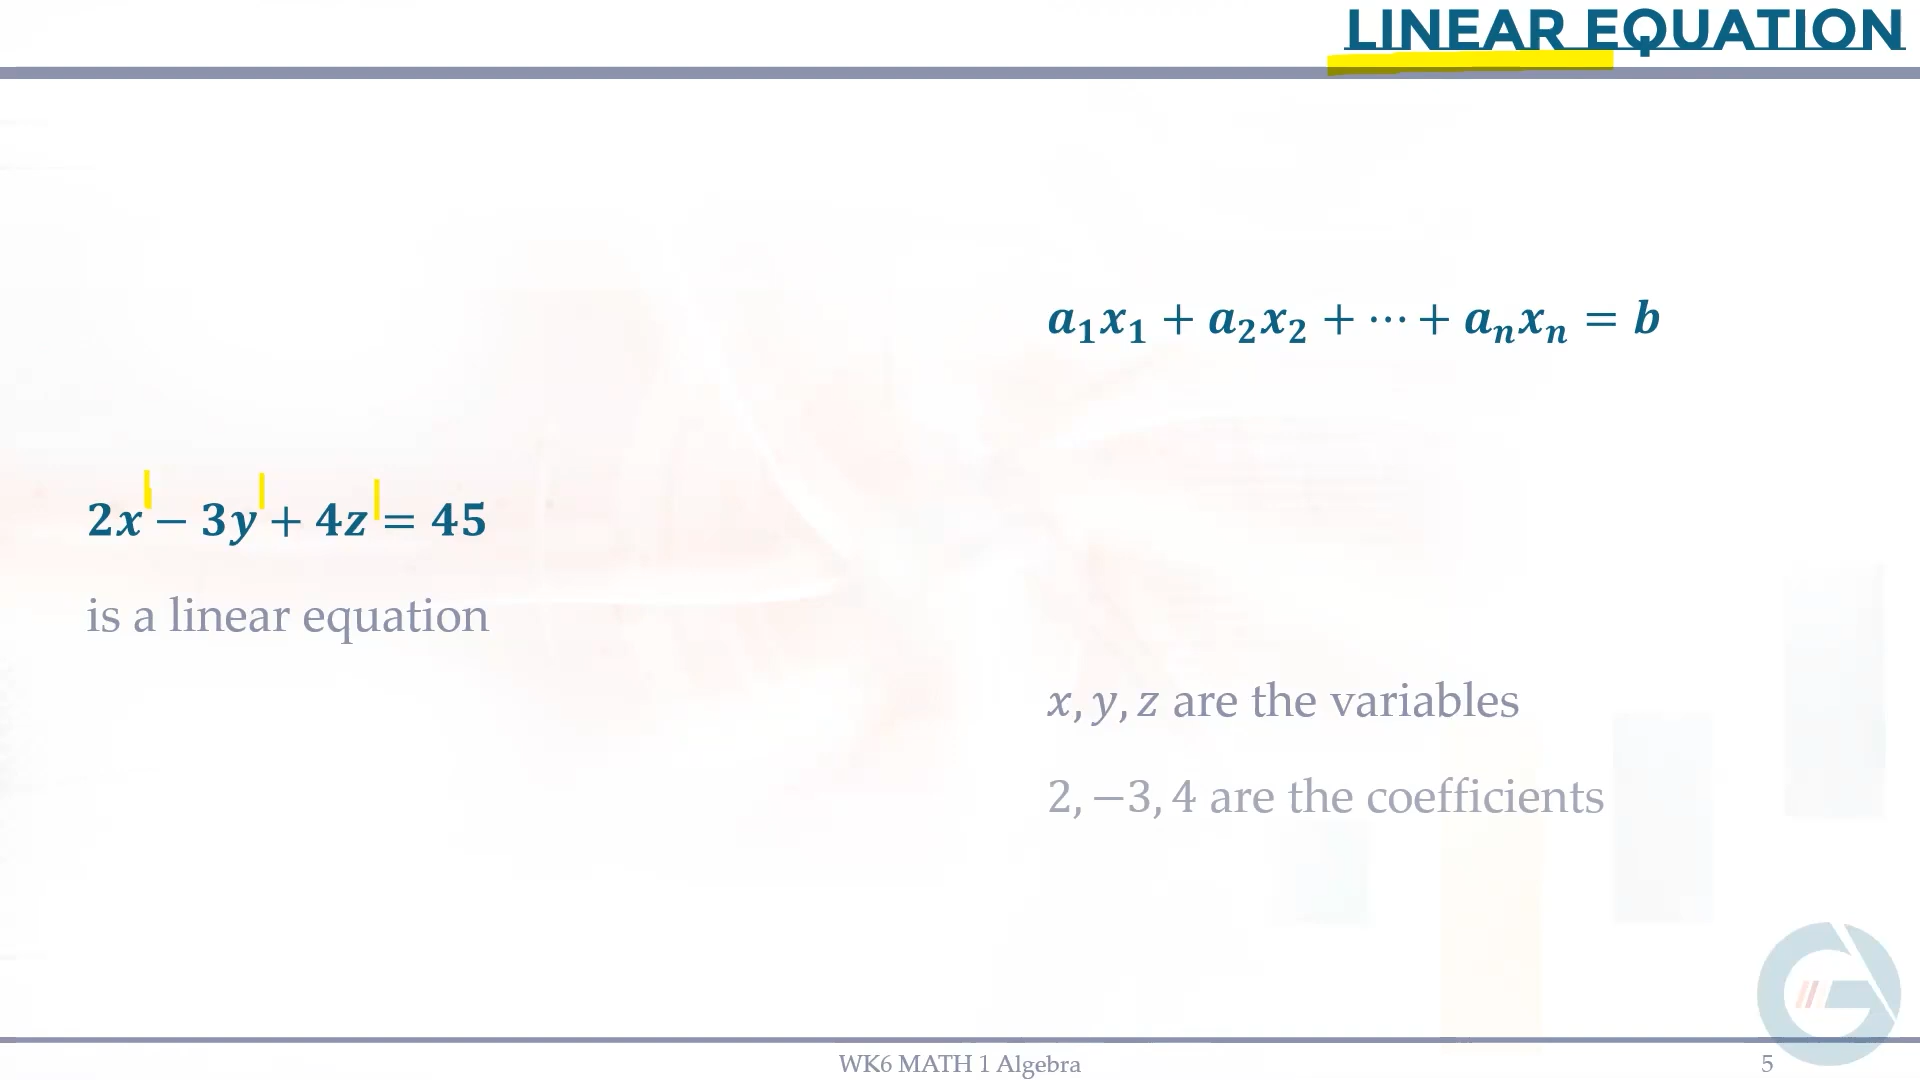 LINEAR EQUATION
a₁x₁ + a₂x₂ + ⋯ + aₙxₙ = b
2x − 3y + 4z = 45
is a linear equation
x, y, z are the variables
2, −3, 4 are the coefficients
WK6 MATH 1 Algebra
5